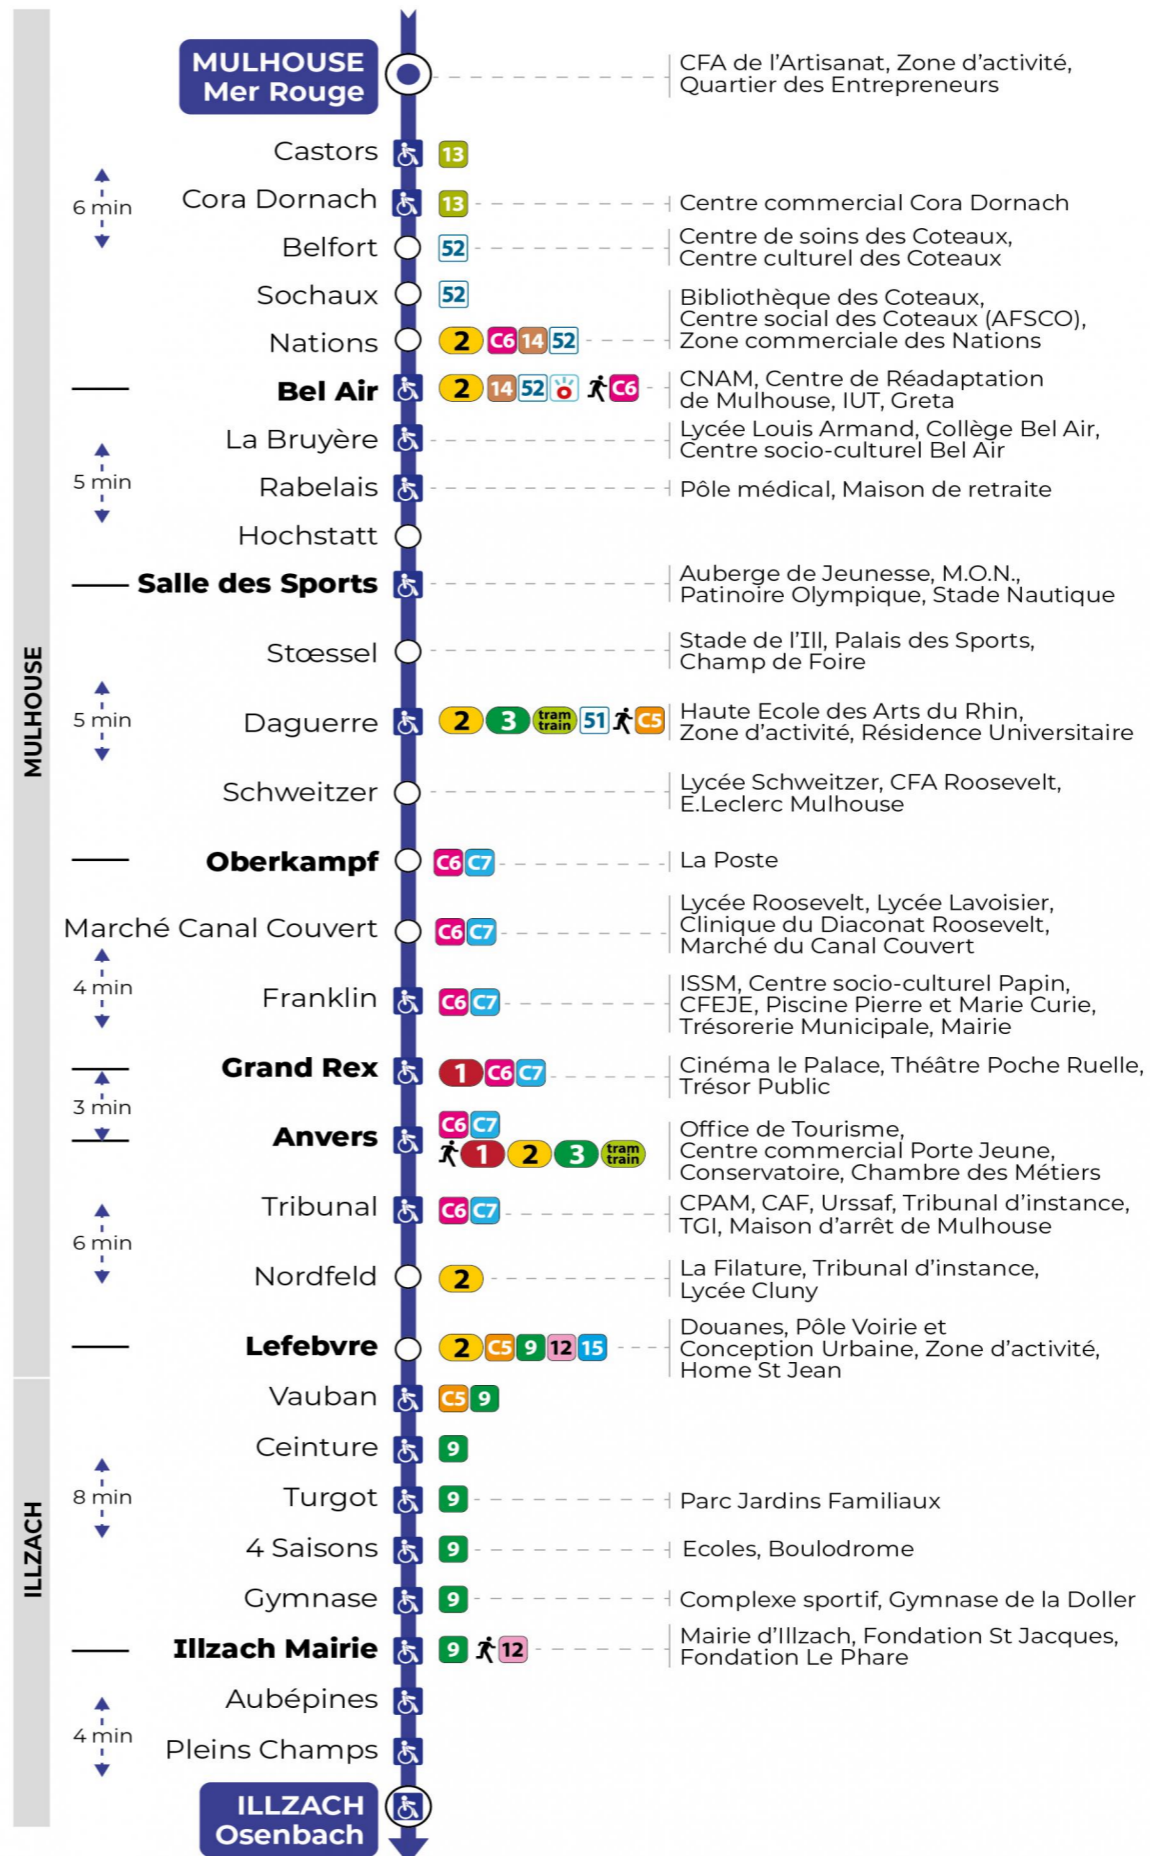 MULHOUSE
Mer Rouge
CFA de l’Artisanat, Zone d’activité,
Quartier des Entrepreneurs
Castors 13
6 min
Cora Dornach 13 Centre commercial Cora Dornach
Belfort 52
Centre de soins des Coteaux,
Centre culturel des Coteaux
Sochaux 52
Nations 2 C6 14 52
Bibliothèque des Coteaux,
Centre social des Coteaux (AFSCO),
Zone commerciale des Nations
Bel Air 2 14 52 C6
CNAM, Centre de Réadaptation
de Mulhouse, IUT, Greta
La Bruyère
Lycée Louis Armand, Collège Bel Air,
Centre socio-culturel Bel Air
5 min
Rabelais Pôle médical, Maison de retraite
Hochstatt
Salle des Sports
Auberge de Jeunesse, M.O.N.,
Patinoire Olympique, Stade Nautique
MULHOUSE
Stœssel
Stade de l’Ill, Palais des Sports,
Champ de Foire
5 min
Daguerre 2 3 tram train 51 C5
Haute Ecole des Arts du Rhin,
Zone d’activité, Résidence Universitaire
Schweitzer
Lycée Schweitzer, CFA Roosevelt,
E.Leclerc Mulhouse
Oberkampf C6 C7 La Poste
Marché Canal Couvert C6 C7
Lycée Roosevelt, Lycée Lavoisier,
Clinique du Diaconat Roosevelt,
Marché du Canal Couvert
4 min
Franklin C6 C7
ISSM, Centre socio-culturel Papin,
CFEJE, Piscine Pierre et Marie Curie,
Trésorerie Municipale, Mairie
Grand Rex 1 C6 C7
Cinéma le Palace, Théâtre Poche Ruelle,
Trésor Public
3 min
Anvers C6 C7
1 2 3 tram train
Office de Tourisme,
Centre commercial Porte Jeune,
Conservatoire, Chambre des Métiers
Tribunal C6 C7
CPAM, CAF, Urssaf, Tribunal d’instance,
TGI, Maison d’arrêt de Mulhouse
6 min
Nordfeld 2
La Filature, Tribunal d’instance,
Lycée Cluny
Lefebvre 2 C5 9 12 15
Douanes, Pôle Voirie et
Conception Urbaine, Zone d’activité,
Home St Jean
Vauban C5 9
Ceinture 9
8 min
Turgot 9 Parc Jardins Familiaux
ILLZACH
4 Saisons 9 Ecoles, Boulodrome
Gymnase 9 Complexe sportif, Gymnase de la Doller
Illzach Mairie 9 12
Mairie d’Illzach, Fondation St Jacques,
Fondation Le Phare
Aubépines
4 min
Pleins Champs
ILLZACH
Osenbach